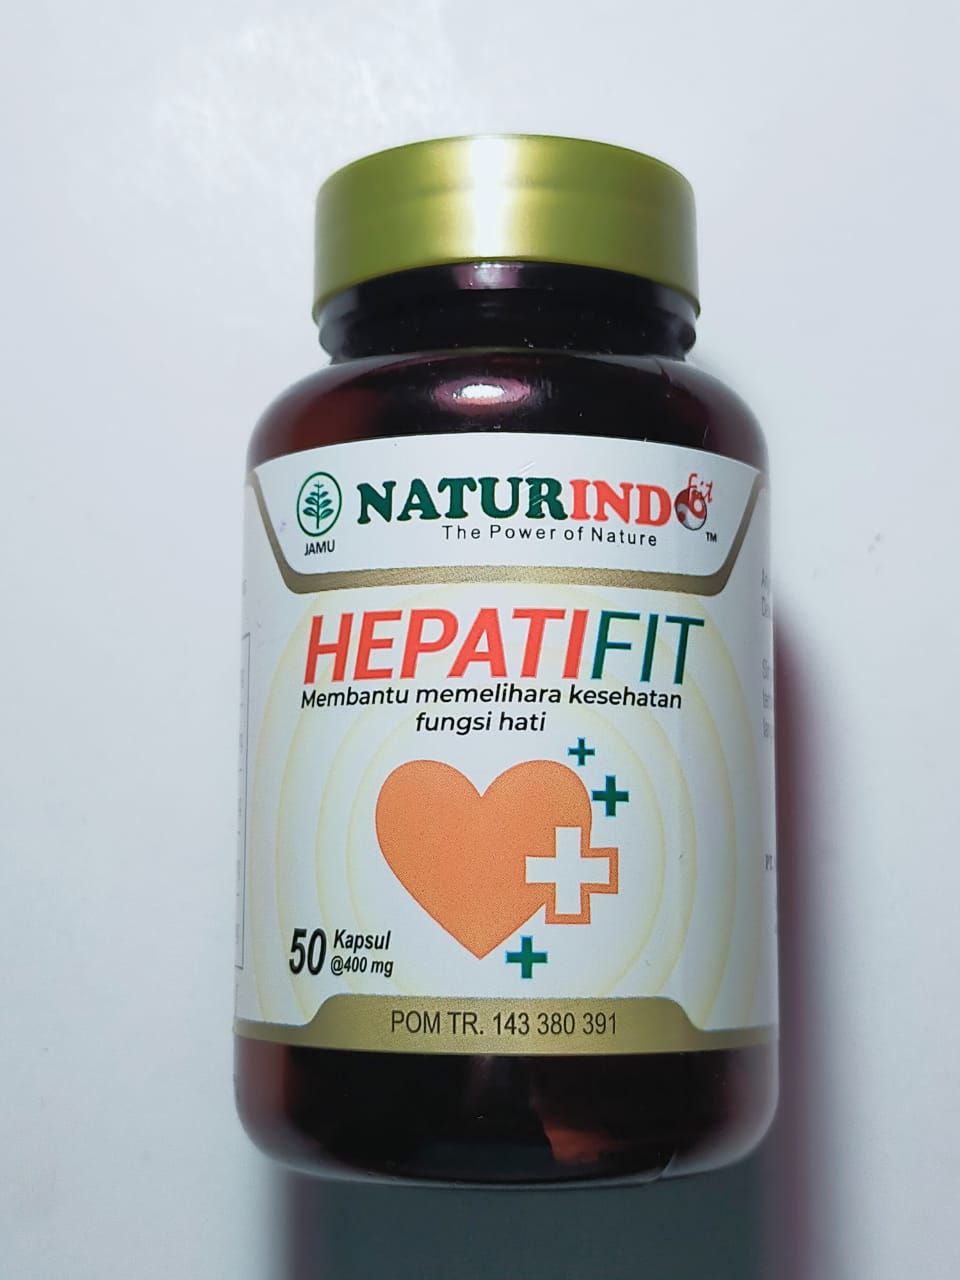 JAMU
NATURINDO fit
The Power of Nature
TM
HEPATIFIT
Membantu memelihara kesehatan
fungsi hati
50 Kapsul
@400 mg
POM TR. 143 380 391